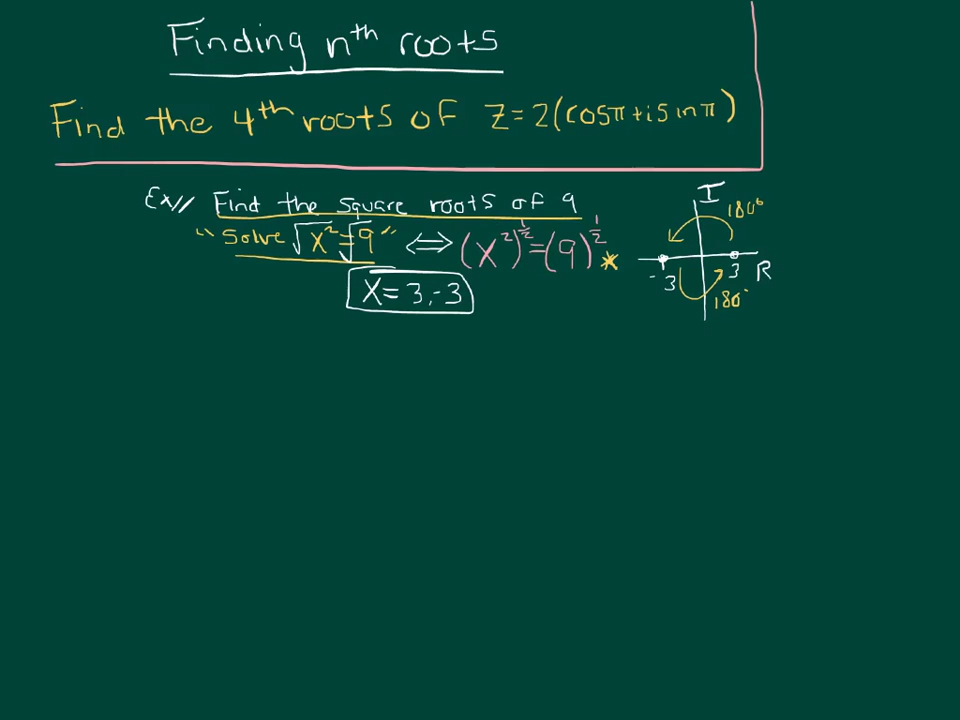 Finding nth roots
Find the 4th roots of z=2(cosπ+isinπ)
Ex// Find the square roots of 9
"Solve √x²=√9" ⟺ (x²)^½=(9)^½ *
x=3,-3
I
180°
-3 3 R
180°